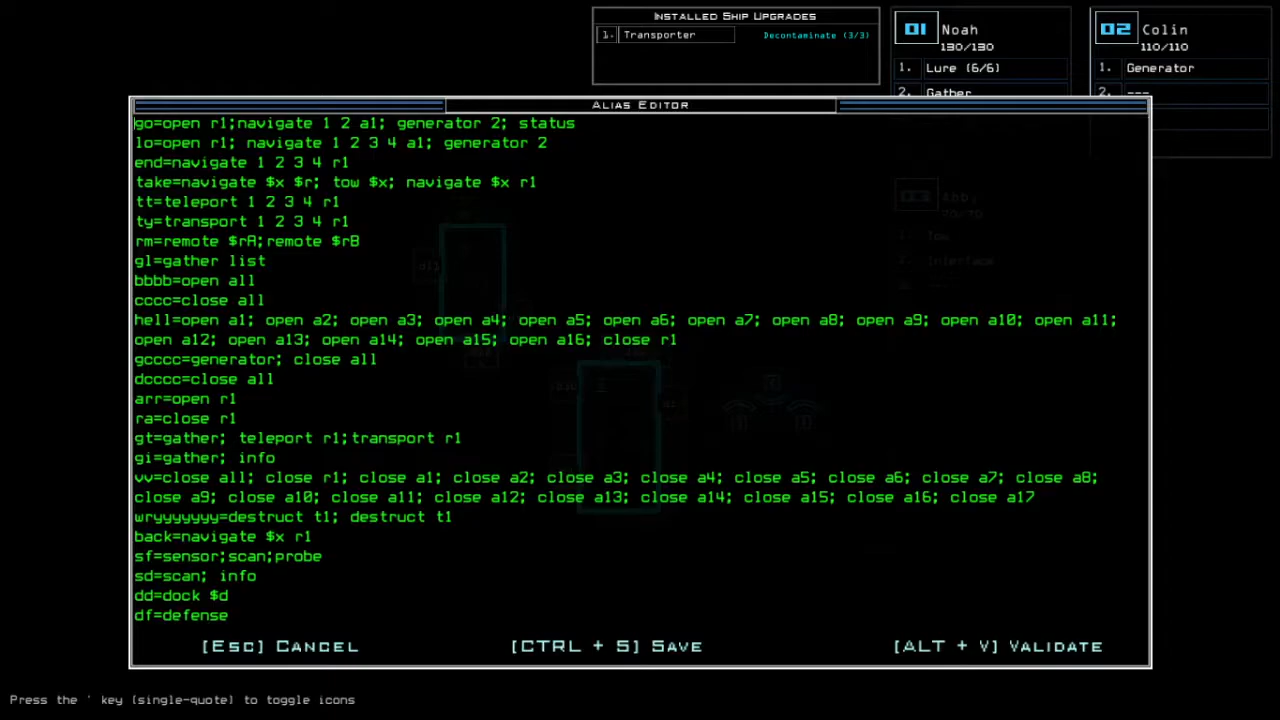 Installed Ship Upgrades
1. Transporter Decontaminate (3/3)
01 Noah
130/130
1. Lure (6/6)
2. Gather
02 Colin
110/110
1. Generator
2. ---
Alias Editor
go=open r1;navigate 1 2 a1; generator 2; status
lo=open r1; navigate 1 2 3 4 a1; generator 2
end=navigate 1 2 3 4 r1
take=navigate $x $r; tow $x; navigate $x r1
tt=teleport 1 2 3 4 r1
ty=transport 1 2 3 4 r1
rm=remote $rA;remote $rB
gl=gather list
bbbb=open all
cccc=close all
hell=open a1; open a2; open a3; open a4; open a5; open a6; open a7; open a8; open a9; open a10; open a11;
open a12; open a13; open a14; open a15; open a16; close r1
gcccc=generator; close all
dcccc=close all
arr=open r1
ra=close r1
gt=gather; teleport r1;transport r1
gi=gather; info
vv=close all; close r1; close a1; close a2; close a3; close a4; close a5; close a6; close a7; close a8;
close a9; close a10; close a11; close a12; close a13; close a14; close a15; close a16; close a17
wryyyyyyy=destruct t1; destruct t1
back=navigate $x r1
sf=sensor;scan;probe
sd=scan; info
dd=dock $d
df=defense
[Esc] Cancel [CTRL + S] Save [ALT + V] Validate
Press the ' key (single-quote) to toggle icons
03 Abby
70/70
Tow
Interface